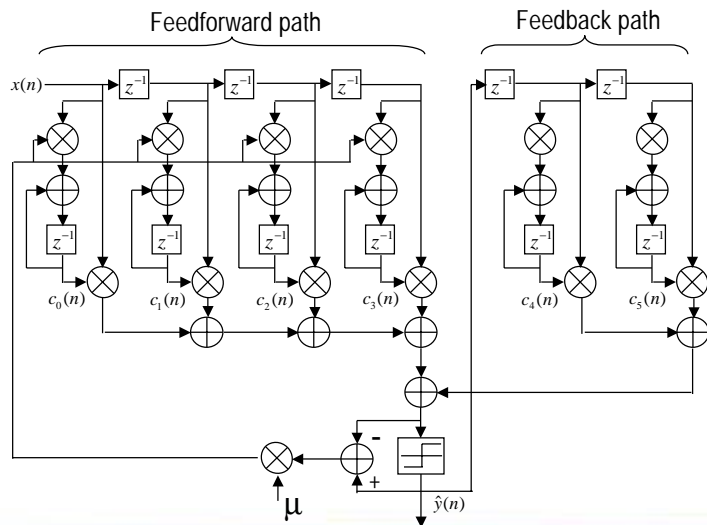 Feedforward path
Feedback path
x(n)
z⁻¹ z⁻¹ z⁻¹ z⁻¹ z⁻¹
z⁻¹ z⁻¹ z⁻¹ z⁻¹ z⁻¹ z⁻¹
c₀(n) c₁(n) c₂(n) c₃(n) c₄(n) c₅(n)
-
+
μ
ŷ(n)